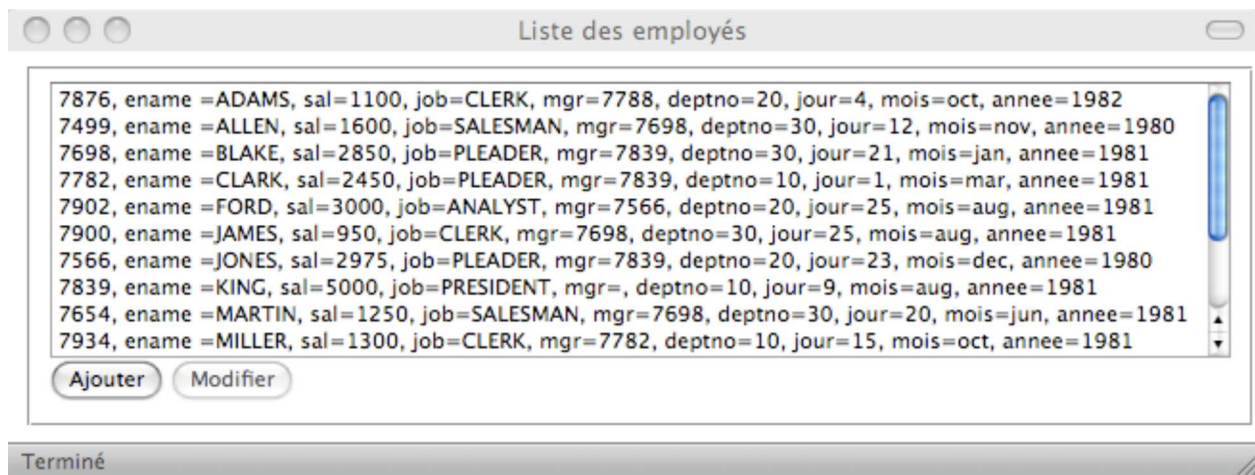 Liste des employés
7876, ename =ADAMS, sal=1100, job=CLERK, mgr=7788, deptno=20, jour=4, mois=oct, annee=1982
7499, ename =ALLEN, sal=1600, job=SALESMAN, mgr=7698, deptno=30, jour=12, mois=nov, annee=1980
7698, ename =BLAKE, sal=2850, job=PLEADER, mgr=7839, deptno=30, jour=21, mois=jan, annee=1981
7782, ename =CLARK, sal=2450, job=PLEADER, mgr=7839, deptno=10, jour=1, mois=mar, annee=1981
7902, ename =FORD, sal=3000, job=ANALYST, mgr=7566, deptno=20, jour=25, mois=aug, annee=1981
7900, ename =JAMES, sal=950, job=CLERK, mgr=7698, deptno=30, jour=25, mois=aug, annee=1981
7566, ename =JONES, sal=2975, job=PLEADER, mgr=7839, deptno=20, jour=23, mois=dec, annee=1980
7839, ename =KING, sal=5000, job=PRESIDENT, mgr=, deptno=10, jour=9, mois=aug, annee=1981
7654, ename =MARTIN, sal=1250, job=SALESMAN, mgr=7698, deptno=30, jour=20, mois=jun, annee=1981
7934, ename =MILLER, sal=1300, job=CLERK, mgr=7782, deptno=10, jour=15, mois=oct, annee=1981
Ajouter Modifier
Terminé